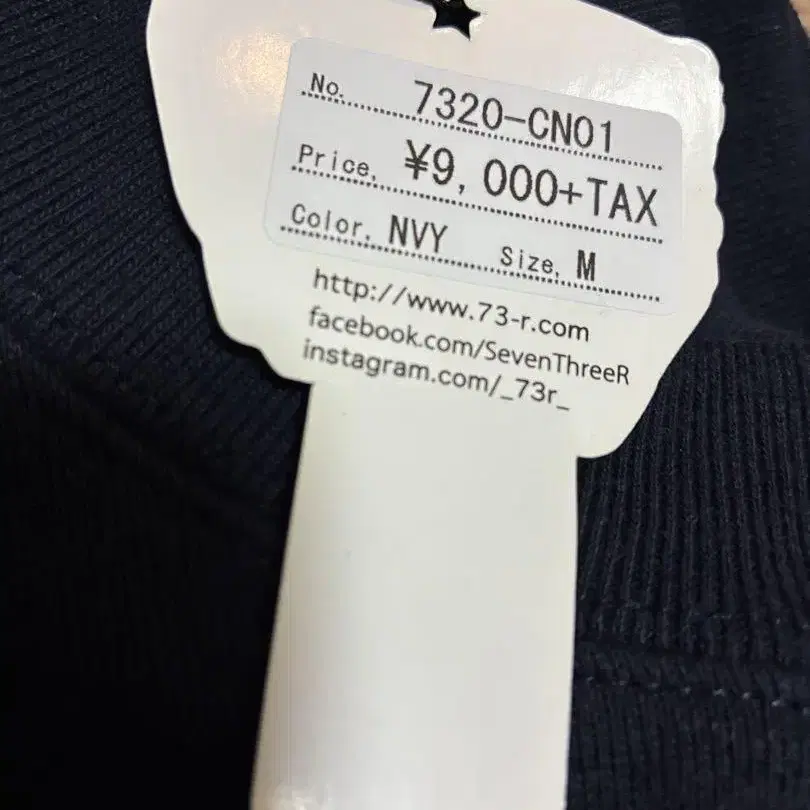 No. 7320-CN01
Price. ¥9,000+TAX
Color. NVY Size. M
http://www.73-r.com
facebook.com/SevenThreeR
instagram.com/_73r_